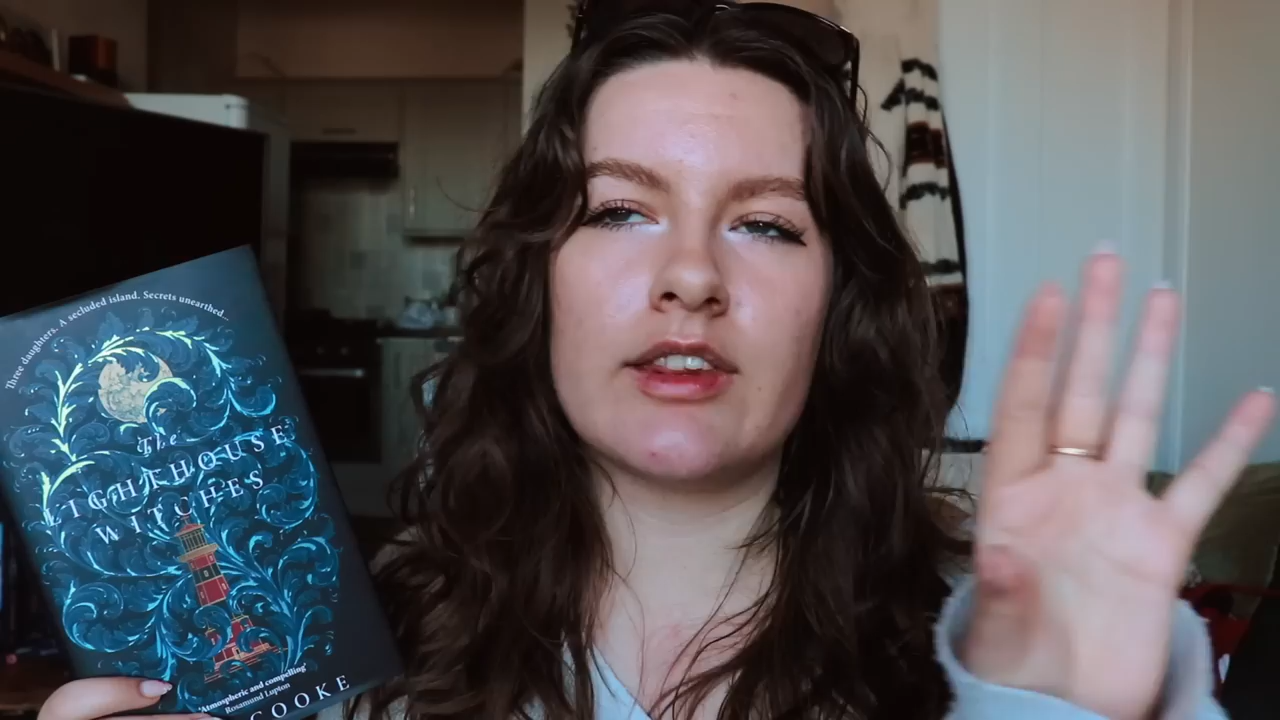 Three daughters. A secluded island. Secrets unearthed...
The
LIGHTHOUSE
WITCHES
'Atmospheric and compelling'
Rosamund Lupton
COOKE